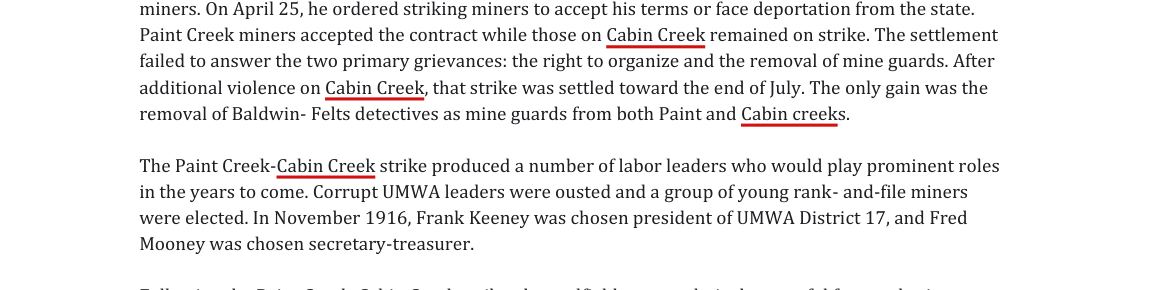 miners. On April 25, he ordered striking miners to accept his terms or face deportation from the state.
Paint Creek miners accepted the contract while those on Cabin Creek remained on strike. The settlement
failed to answer the two primary grievances: the right to organize and the removal of mine guards. After
additional violence on Cabin Creek, that strike was settled toward the end of July. The only gain was the
removal of Baldwin- Felts detectives as mine guards from both Paint and Cabin creeks.
The Paint Creek-Cabin Creek strike produced a number of labor leaders who would play prominent roles
in the years to come. Corrupt UMWA leaders were ousted and a group of young rank- and-file miners
were elected. In November 1916, Frank Keeney was chosen president of UMWA District 17, and Fred
Mooney was chosen secretary-treasurer.